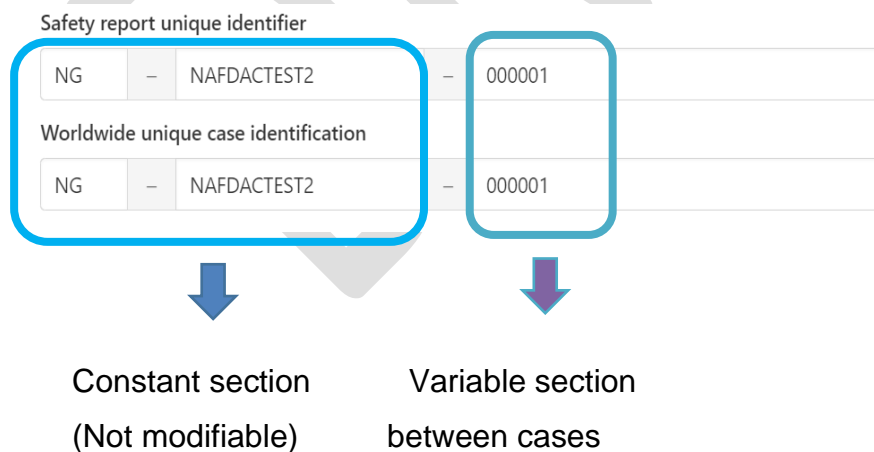 Safety report unique identifier
NG – NAFDACTEST2 – 000001
Worldwide unique case identification
NG – NAFDACTEST2 – 000001
Constant section Variable section
(Not modifiable) between cases